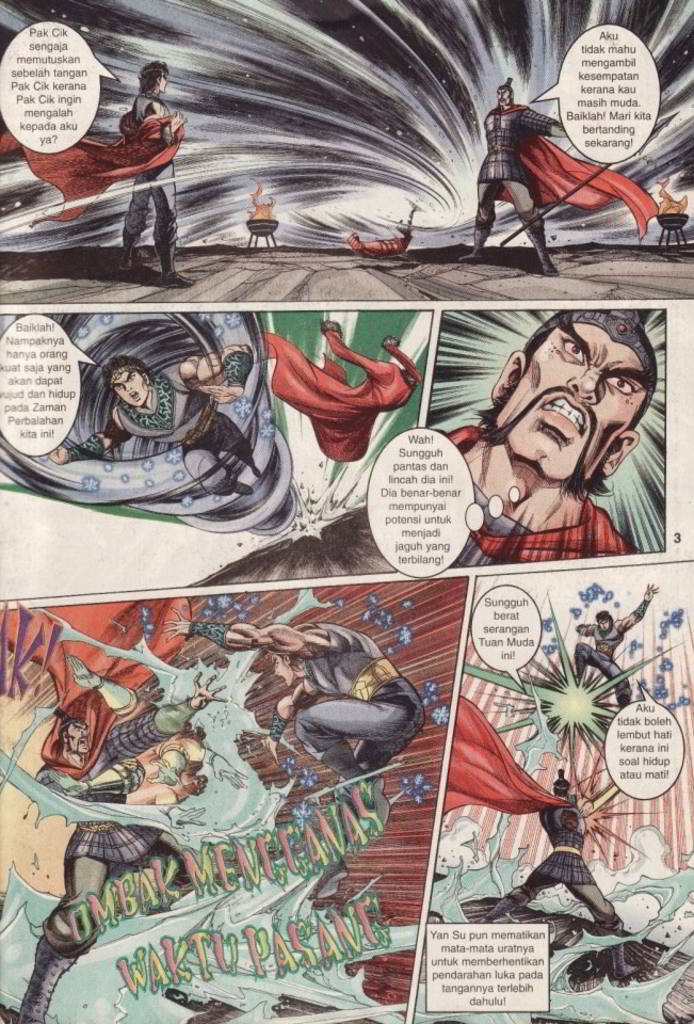 Pak Cik
sengaja
memutuskan
sebelah tangan
Pak Cik kerana
Pak Cik ingin
mengalah
kepada aku
ya?
Aku
tidak mahu
mengambil
kesempatan
kerana kau
masih muda.
Baiklah! Mari kita
bertanding
sekarang!
Baiklah!
Nampaknya
hanya orang
kuat saja yang
akan dapat
wujud dan hidup
pada Zaman
Perbalahan
kita ini!
Wah!
Sungguh
pantas dan
lincah dia ini!
Dia benar-benar
mempunyai
potensi untuk
menjadi
jaguh yang
terbilang!
3
K!
OMBAK MENGGANAS
WAKTU PASANG
Sungguh
berat
serangan
Tuan Muda
ini!
Aku
tidak boleh
lembut hati
kerana ini
soal hidup
atau mati!
Yan Su pun mematikan
mata-mata uratnya
untuk memberhentikan
pendarahan luka pada
tangannya terlebih
dahulu!